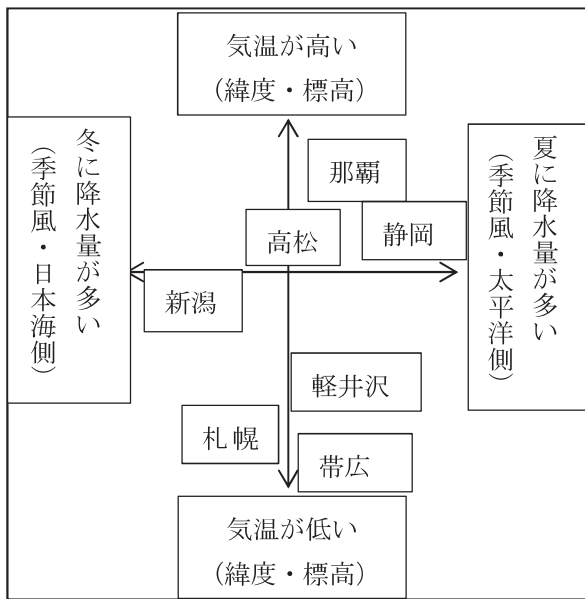 気温が高い
(緯度・標高)
冬に降水量が多い
(季節風・日本海側)
夏に降水量が多い
(季節風・太平洋側)
那覇
静岡
高松
新潟
軽井沢
札幌
帯広
気温が低い
(緯度・標高)